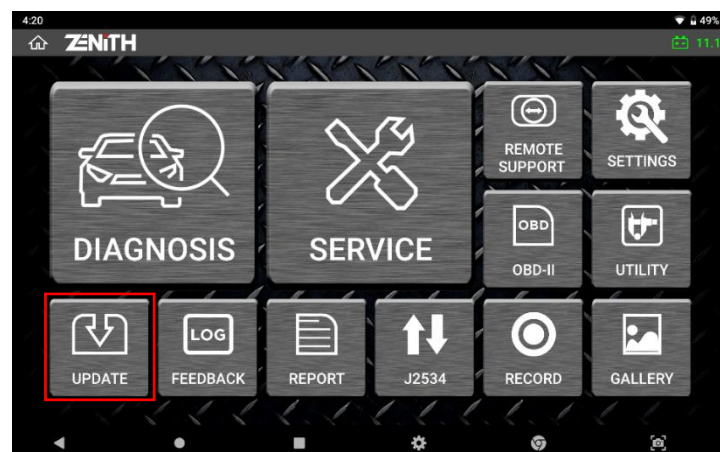 4:20 49%
ZENITH 11.1
DIAGNOSIS
SERVICE
REMOTE
SUPPORT
SETTINGS
OBD
OBD-II
UTILITY
UPDATE
LOG
FEEDBACK
REPORT
J2534
RECORD
GALLERY